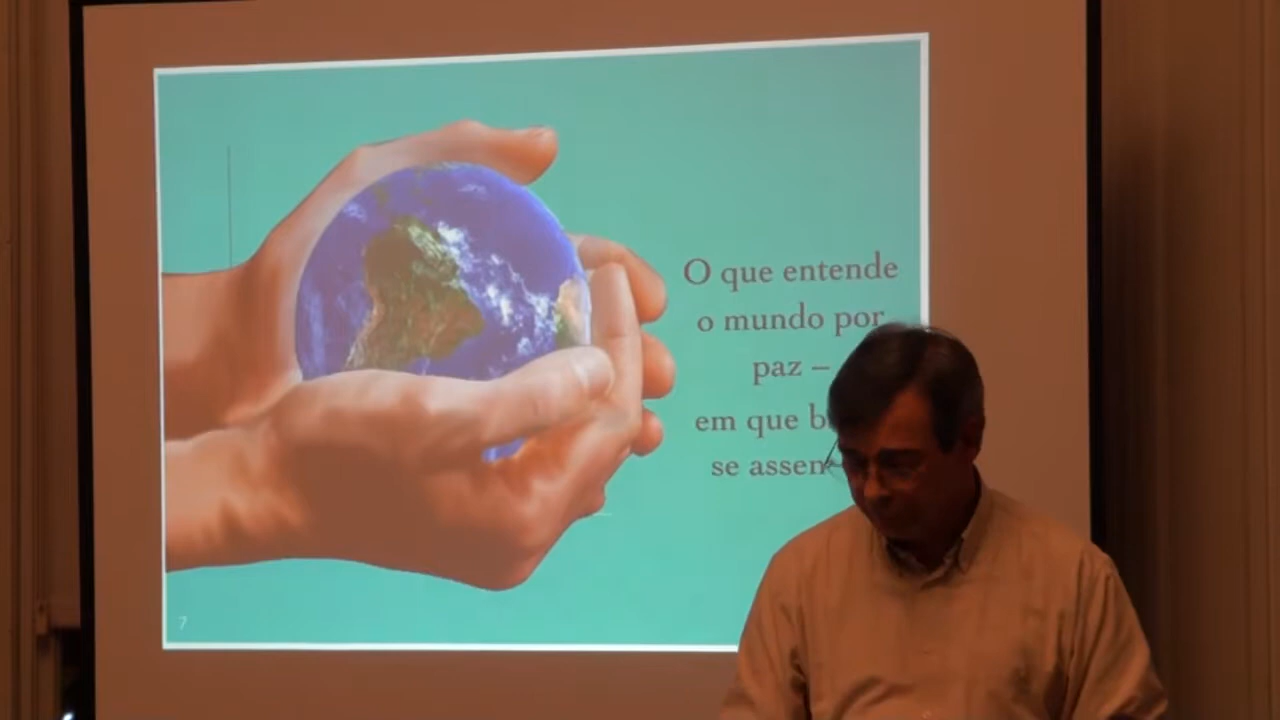 O que entende
o mundo por
paz –
em que
se
7